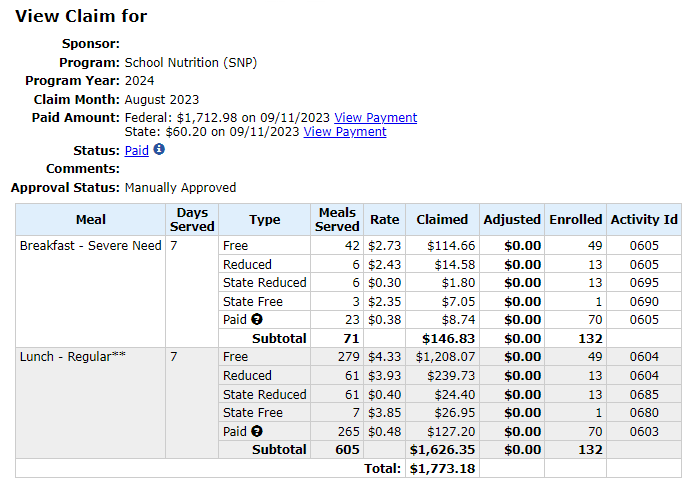 View Claim for
Sponsor:
Program: School Nutrition (SNP)
Program Year: 2024
Claim Month: August 2023
Paid Amount: Federal: $1,712.98 on 09/11/2023 View Payment
State: $60.20 on 09/11/2023 View Payment
Status: Paid
Comments:
Approval Status: Manually Approved
Meal Days Served Type Meals Served Rate Claimed Adjusted Enrolled Activity Id
Breakfast - Severe Need 7 Free 42 $2.73 $114.66 $0.00 49 0605
Reduced 6 $2.43 $14.58 $0.00 13 0605
State Reduced 6 $0.30 $1.80 $0.00 13 0695
State Free 3 $2.35 $7.05 $0.00 1 0690
Paid 23 $0.38 $8.74 $0.00 70 0605
Subtotal 71 $146.83 $0.00 132
Lunch - Regular** 7 Free 279 $4.33 $1,208.07 $0.00 49 0604
Reduced 61 $3.93 $239.73 $0.00 13 0604
State Reduced 61 $0.40 $24.40 $0.00 13 0685
State Free 7 $3.85 $26.95 $0.00 1 0680
Paid 265 $0.48 $127.20 $0.00 70 0603
Subtotal 605 $1,626.35 $0.00 132
Total: $1,773.18